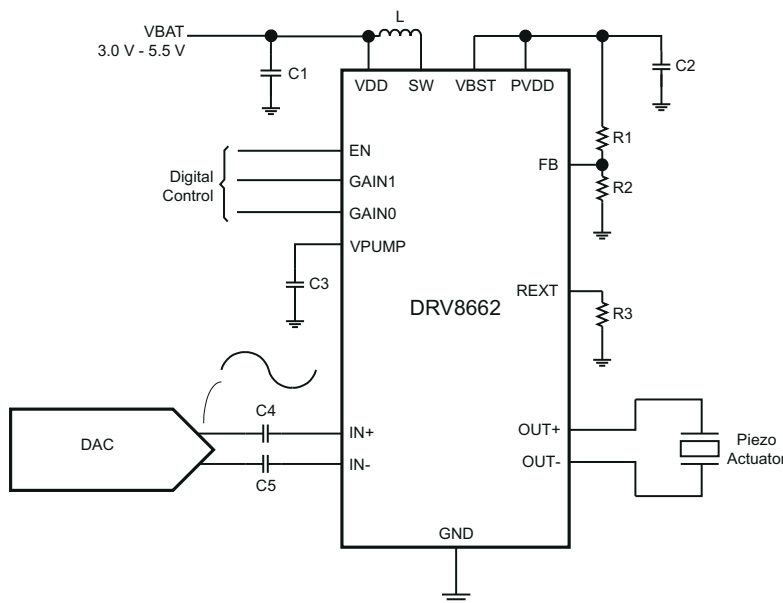 VBAT
3.0 V - 5.5 V
L
C1
VDD
SW
VBST
PVDD
C2
Digital
Control
EN
GAIN1
GAIN0
VPUMP
C3
FB
R1
R2
REXT
R3
DRV8662
DAC
C4
C5
IN+
IN-
OUT+
OUT-
Piezo
Actuator
GND